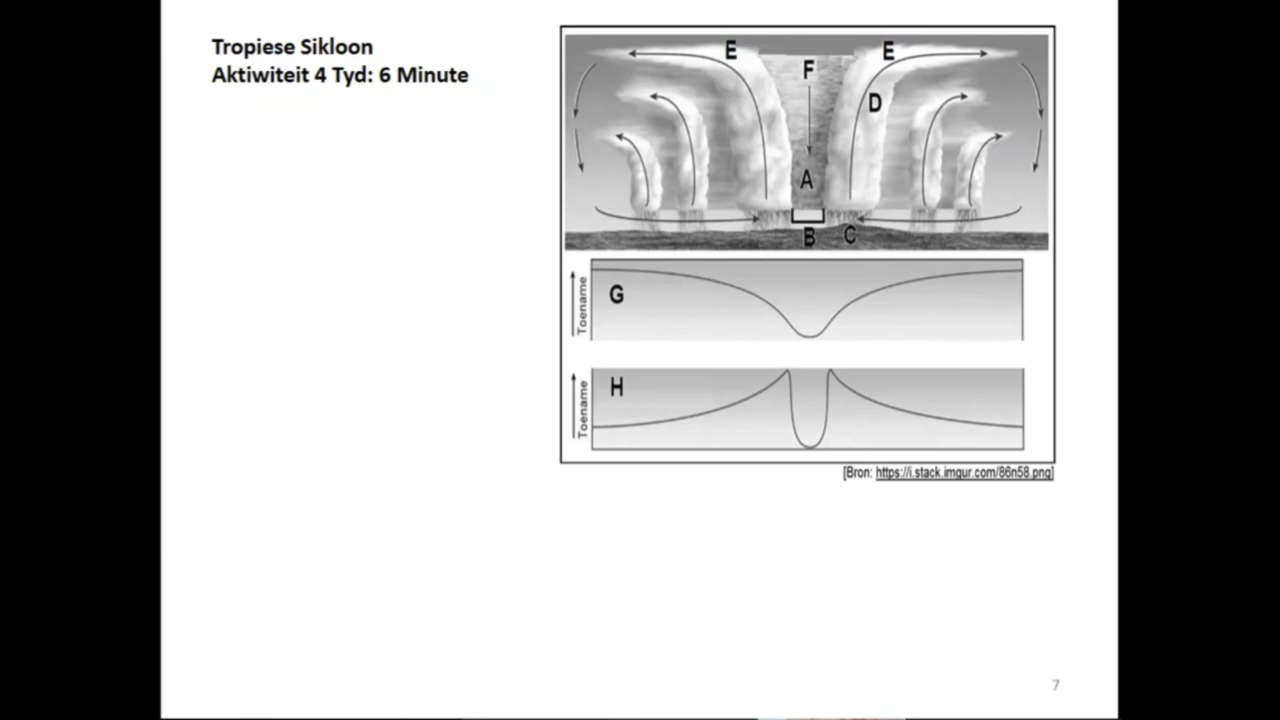 Tropiese Sikloon
Aktiwiteit 4 Tyd: 6 Minute
E
E
F
D
A
B
C
Toename
G
Toename
H
[Bron: https://i.stack.imgur.com/86n58.png]
7